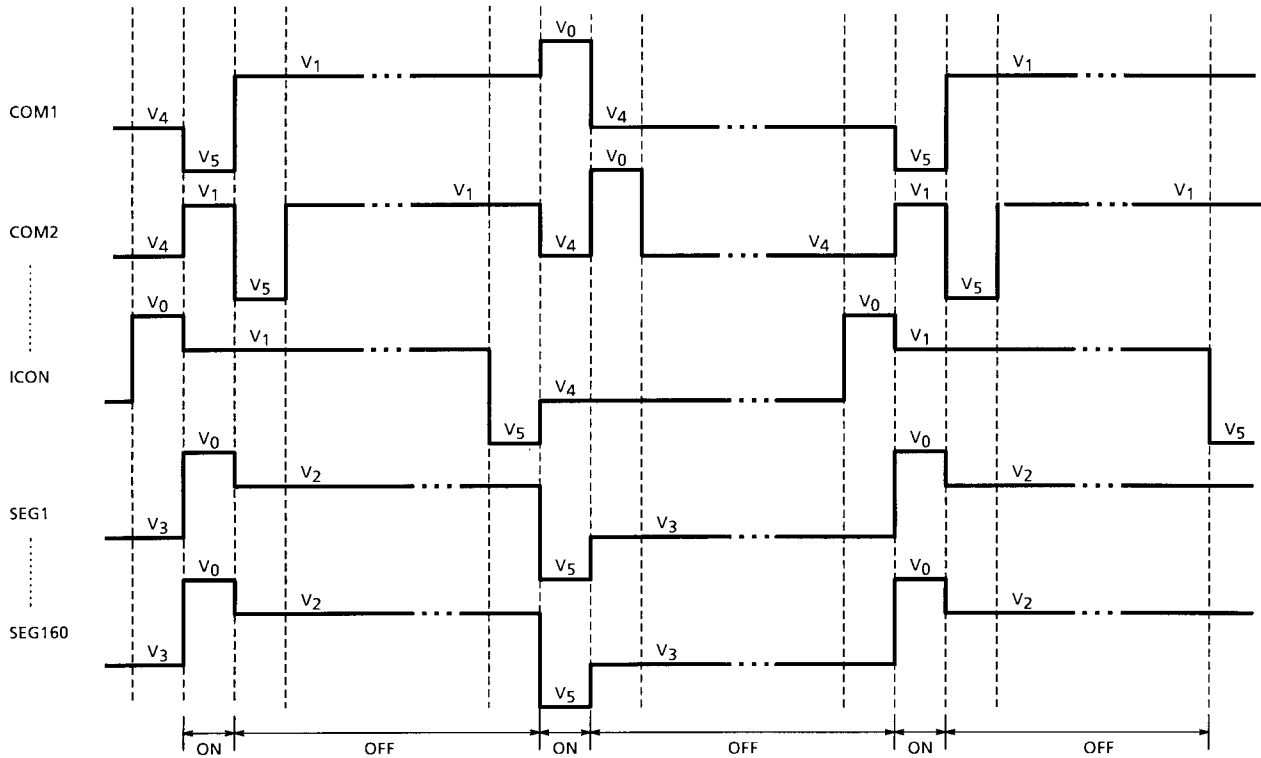 COM1 V4 V5 V1 V0 V4 V5 V1
COM2 V4 V1 V5 V1 V4 V0 V4 V1 V5 V1
ICON V0 V1 V5 V4 V0 V1 V5
SEG1 V3 V0 V2 V5 V3 V0 V2
SEG160 V3 V0 V2 V5 V3 V0 V2
ON OFF ON OFF ON OFF